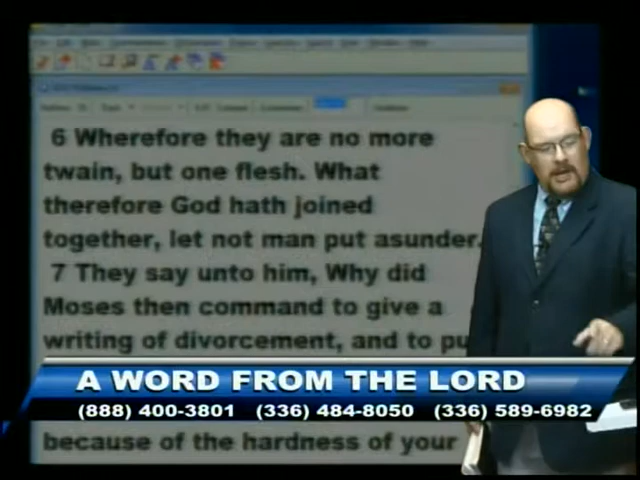 6 Wherefore they are no more
twain, but one flesh. What
therefore God hath joined
together, let not man put asunder.
7 They say unto him, Why did
Moses then command to give a
writing of divorcement, and to pu
A WORD FROM THE LORD
(888) 400-3801 (336) 484-8050 (336) 589-6982
because of the hardness of your